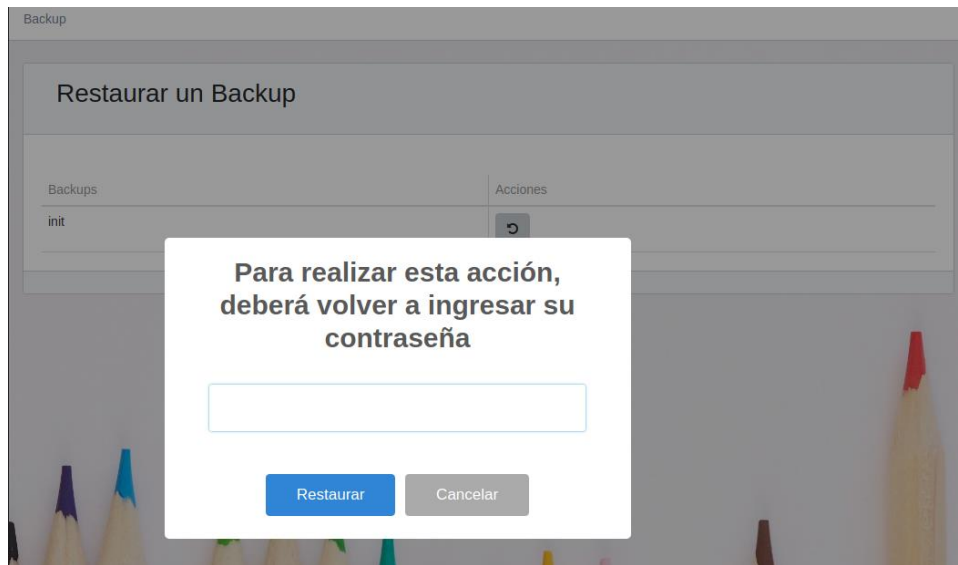 Backup
Restaurar un Backup
Backups Acciones
init
Para realizar esta acción,
deberá volver a ingresar su
contraseña
Restaurar Cancelar